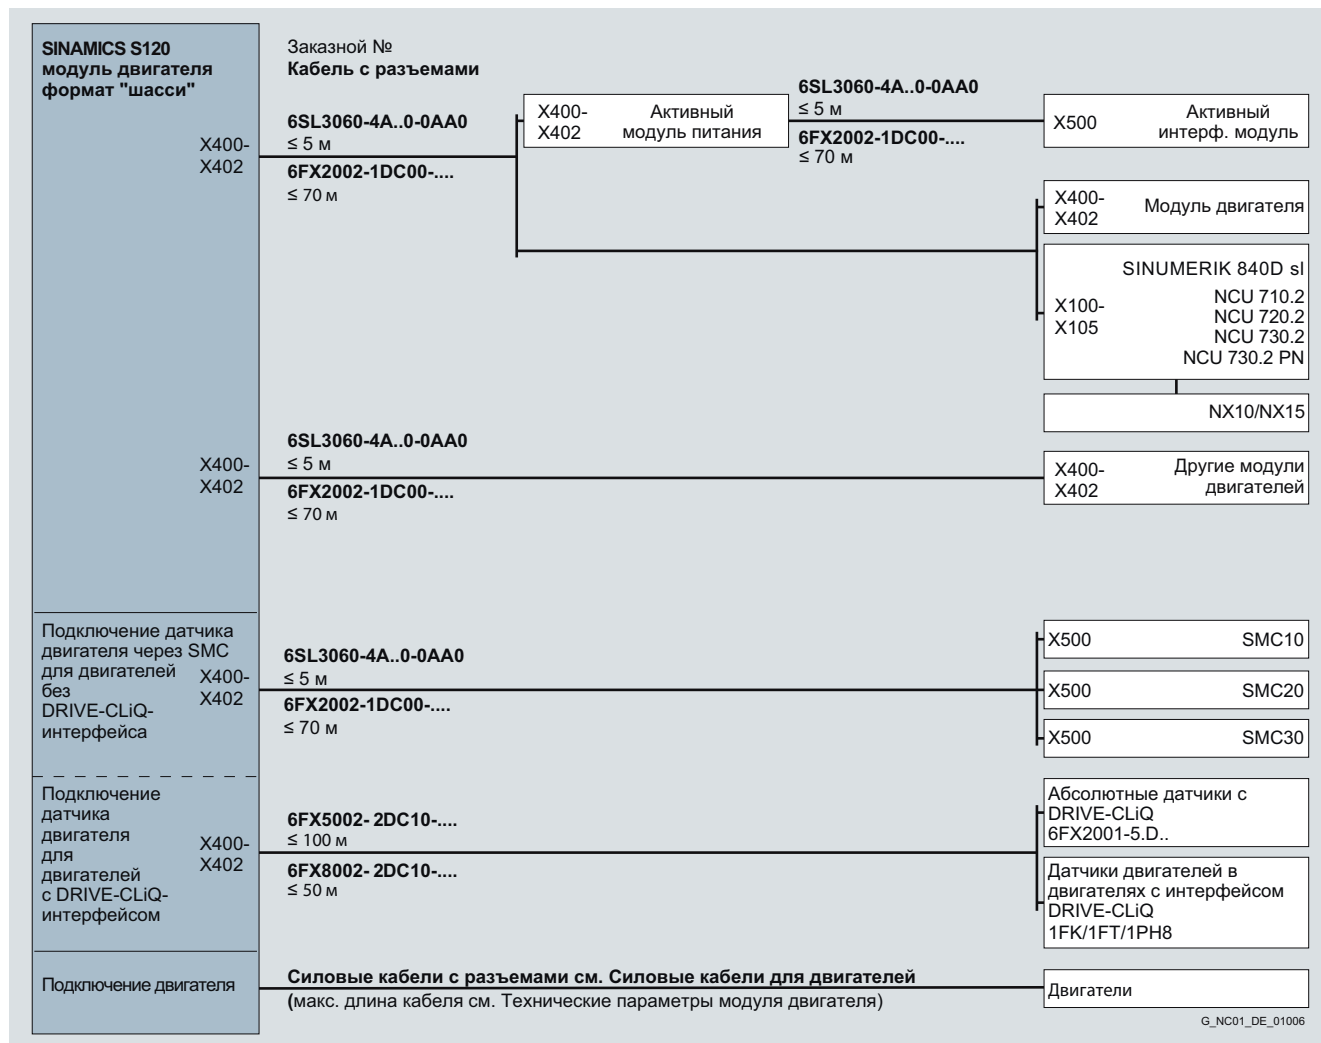 SINAMICS S120
модуль двигателя
формат "шасси"
Заказной №
Кабель с разъемами
X400-
X402
6SL3060-4A..0-0AA0
≤ 5 м
6FX2002-1DC00-....
≤ 70 м
X400-
X402
Активный
модуль питания
6SL3060-4A..0-0AA0
≤ 5 м
6FX2002-1DC00-....
≤ 70 м
X500
Активный
интерф. модуль
X400-
X402
Модуль двигателя
SINUMERIK 840D sl
X100-
X105
NCU 710.2
NCU 720.2
NCU 730.2
NCU 730.2 PN
NX10/NX15
X400-
X402
6SL3060-4A..0-0AA0
≤ 5 м
6FX2002-1DC00-....
≤ 70 м
X400-
X402
Другие модули
двигателей
Подключение датчика
двигателя через SMC
для двигателей
без
DRIVE-CLiQ-
интерфейса
X400-
X402
6SL3060-4A..0-0AA0
≤ 5 м
6FX2002-1DC00-....
≤ 70 м
X500 SMC10
X500 SMC20
X500 SMC30
Подключение
датчика
двигателя
для
двигателей
с DRIVE-CLiQ-
интерфейсом
X400-
X402
6FX5002- 2DC10-....
≤ 100 м
6FX8002- 2DC10-....
≤ 50 м
Абсолютные датчики с
DRIVE-CLiQ
6FX2001-5.D..
Датчики двигателей в
двигателях с интерфейсом
DRIVE-CLiQ
1FK/1FT/1PH8
Подключение двигателя
Силовые кабели с разъемами см. Силовые кабели для двигателей
(макс. длина кабеля см. Технические параметры модуля двигателя)
Двигатели
G_NC01_DE_01006